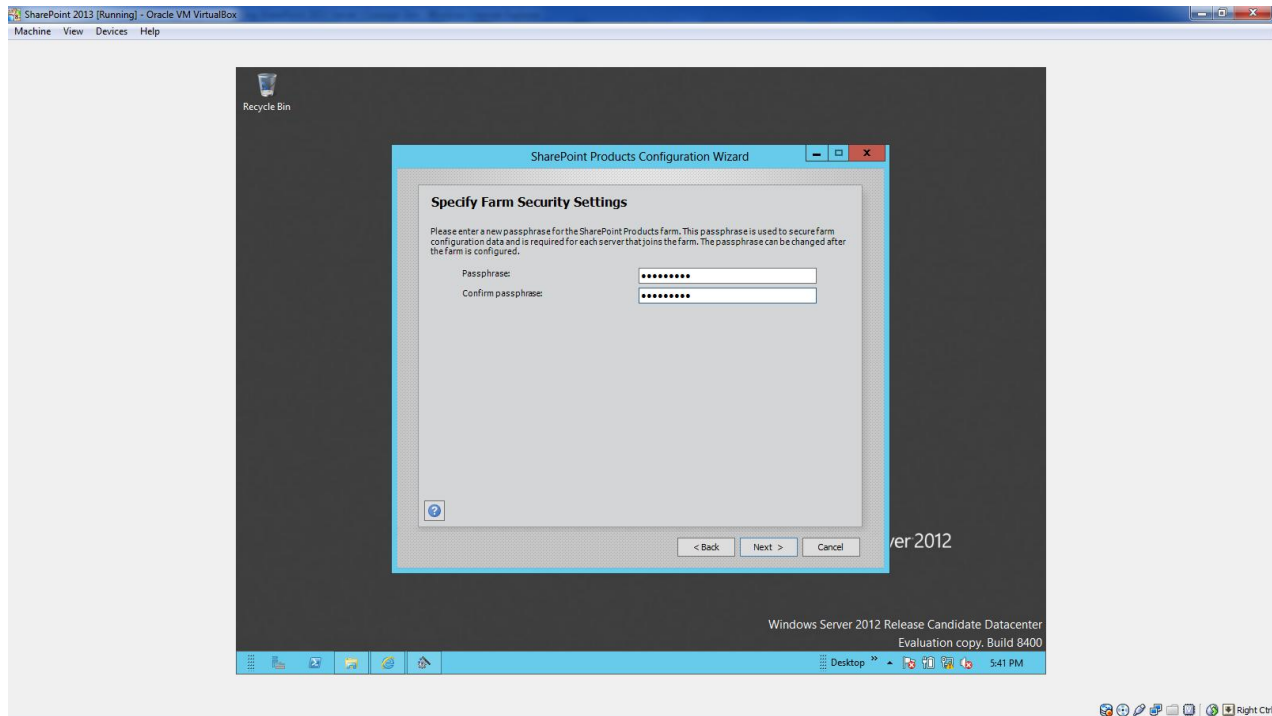 SharePoint 2013 [Running] - Oracle VM VirtualBox
Machine View Devices Help
Recycle Bin
SharePoint Products Configuration Wizard
Specify Farm Security Settings
Please enter a new passphrase for the SharePoint Products farm. This passphrase is used to secure farm
configuration data and is required for each server that joins the farm. The passphrase can be changed after
the farm is configured.
Passphrase: •••••••••
Confirm passphrase: •••••••••
< Back Next > Cancel
ver 2012
Windows Server 2012 Release Candidate Datacenter
Evaluation copy. Build 8400
Desktop 5:41 PM
Right Ctrl